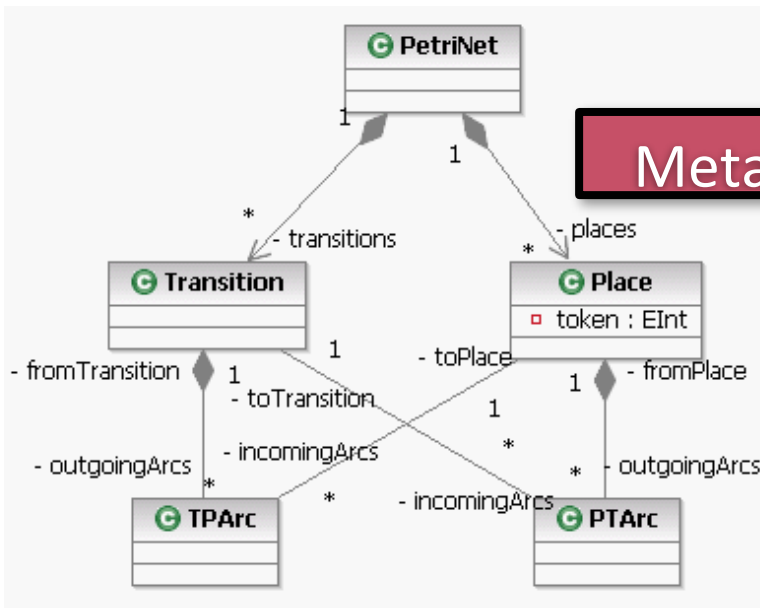 C PetriNet
Meta
1
1
*
- transitions
- places
*
C Transition
C Place
token : EInt
- fromTransition
1
1
- toPlace
1
- fromPlace
- toTransition
1
- outgoingArcs
*
- incomingArcs
*
*
- incomingArcs
*
- outgoingArcs
C TPArc
C PTArc